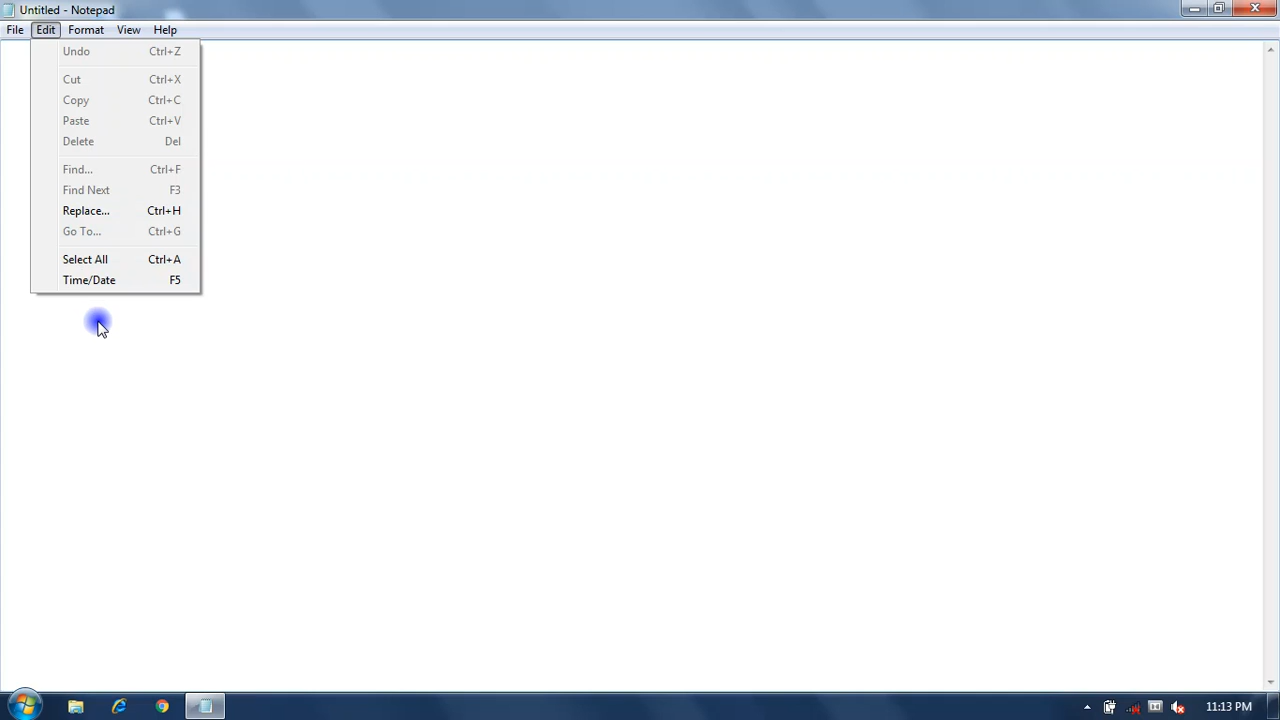 Untitled - Notepad
File Edit Format View Help
Undo Ctrl+Z
Cut Ctrl+X
Copy Ctrl+C
Paste Ctrl+V
Delete Del
Find... Ctrl+F
Find Next F3
Replace... Ctrl+H
Go To... Ctrl+G
Select All Ctrl+A
Time/Date F5
11:13 PM